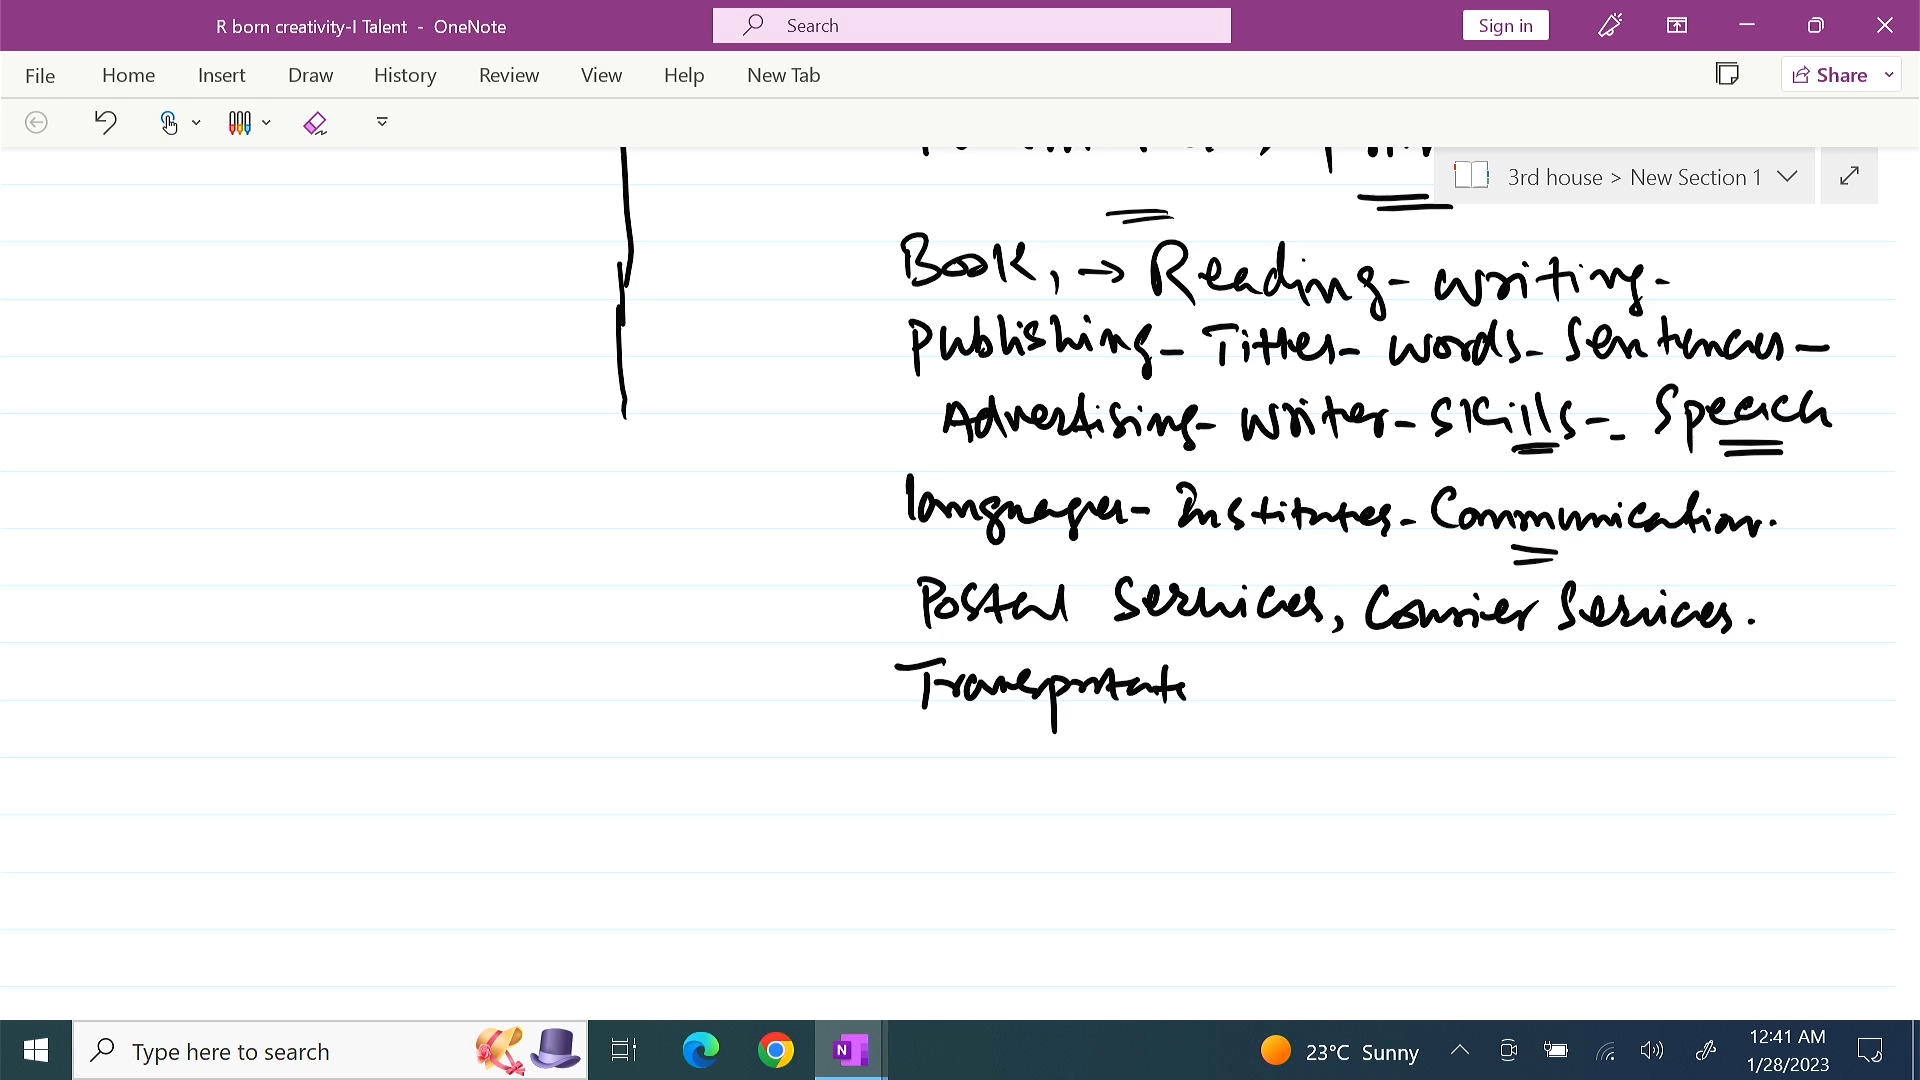 R born creativity-I Talent - OneNote
Search
Sign in
File Home Insert Draw History Review View Help New Tab
Share
3rd house > New Section 1
Book, → Reading - writing.
Publishing - Titles - words - Sentences -
Advertising - writer - skills - Speech
languages - Institutes - Communication.
Postal Services, Courier Services.
Transportati
Type here to search
N
23°C Sunny
12:41 AM
1/28/2023